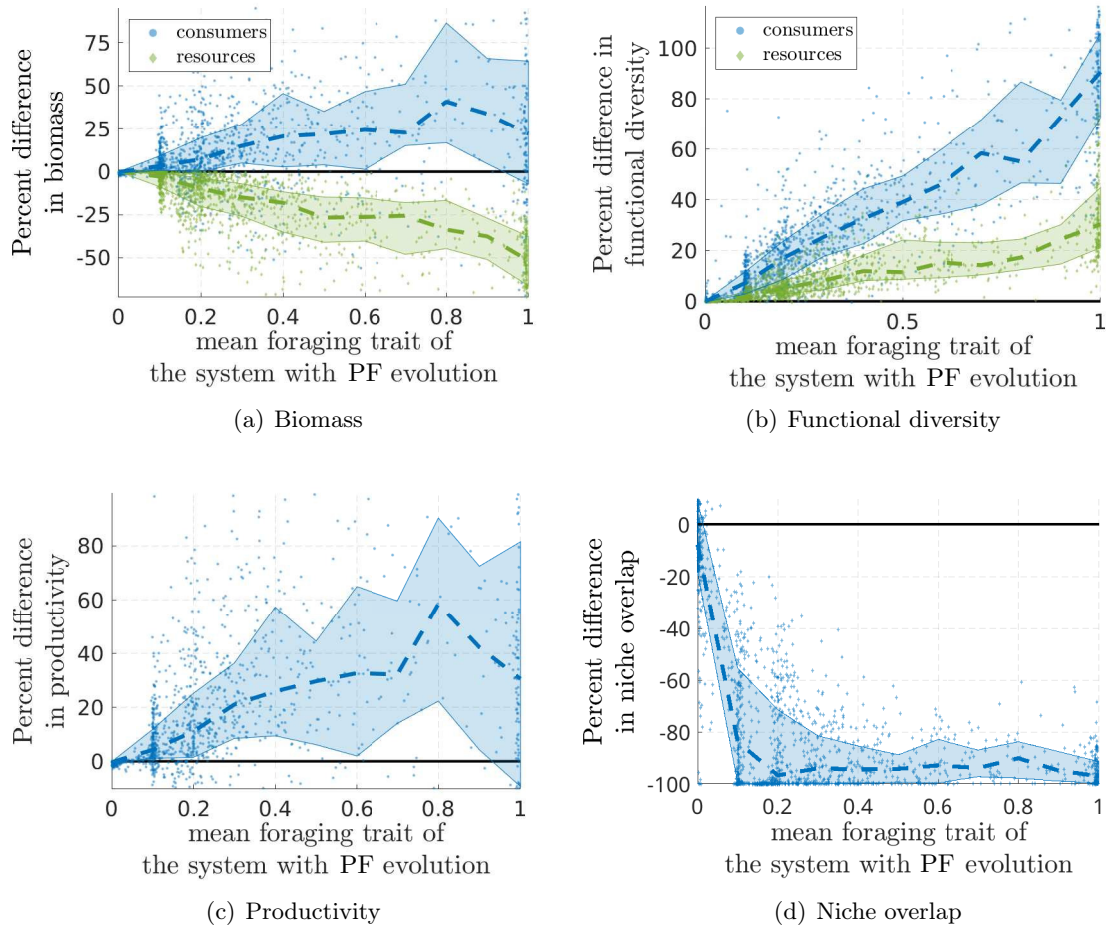 consumers
resources
75
50
25
0
-25
-50
0
0.2
0.4
0.6
0.8
1
Percent difference
in biomass
mean foraging trait of
the system with PF evolution
(a) Biomass
consumers
resources
100
80
60
40
20
0
0
0.5
1
Percent difference in
functional diversity
mean foraging trait of
the system with PF evolution
(b) Functional diversity
80
60
40
20
0
0
0.2
0.4
0.6
0.8
1
Percent difference
in productivity
mean foraging trait of
the system with PF evolution
(c) Productivity
0
-20
-40
-60
-80
-100
0
0.2
0.4
0.6
0.8
1
Percent difference
in niche overlap
mean foraging trait of
the system with PF evolution
(d) Niche overlap